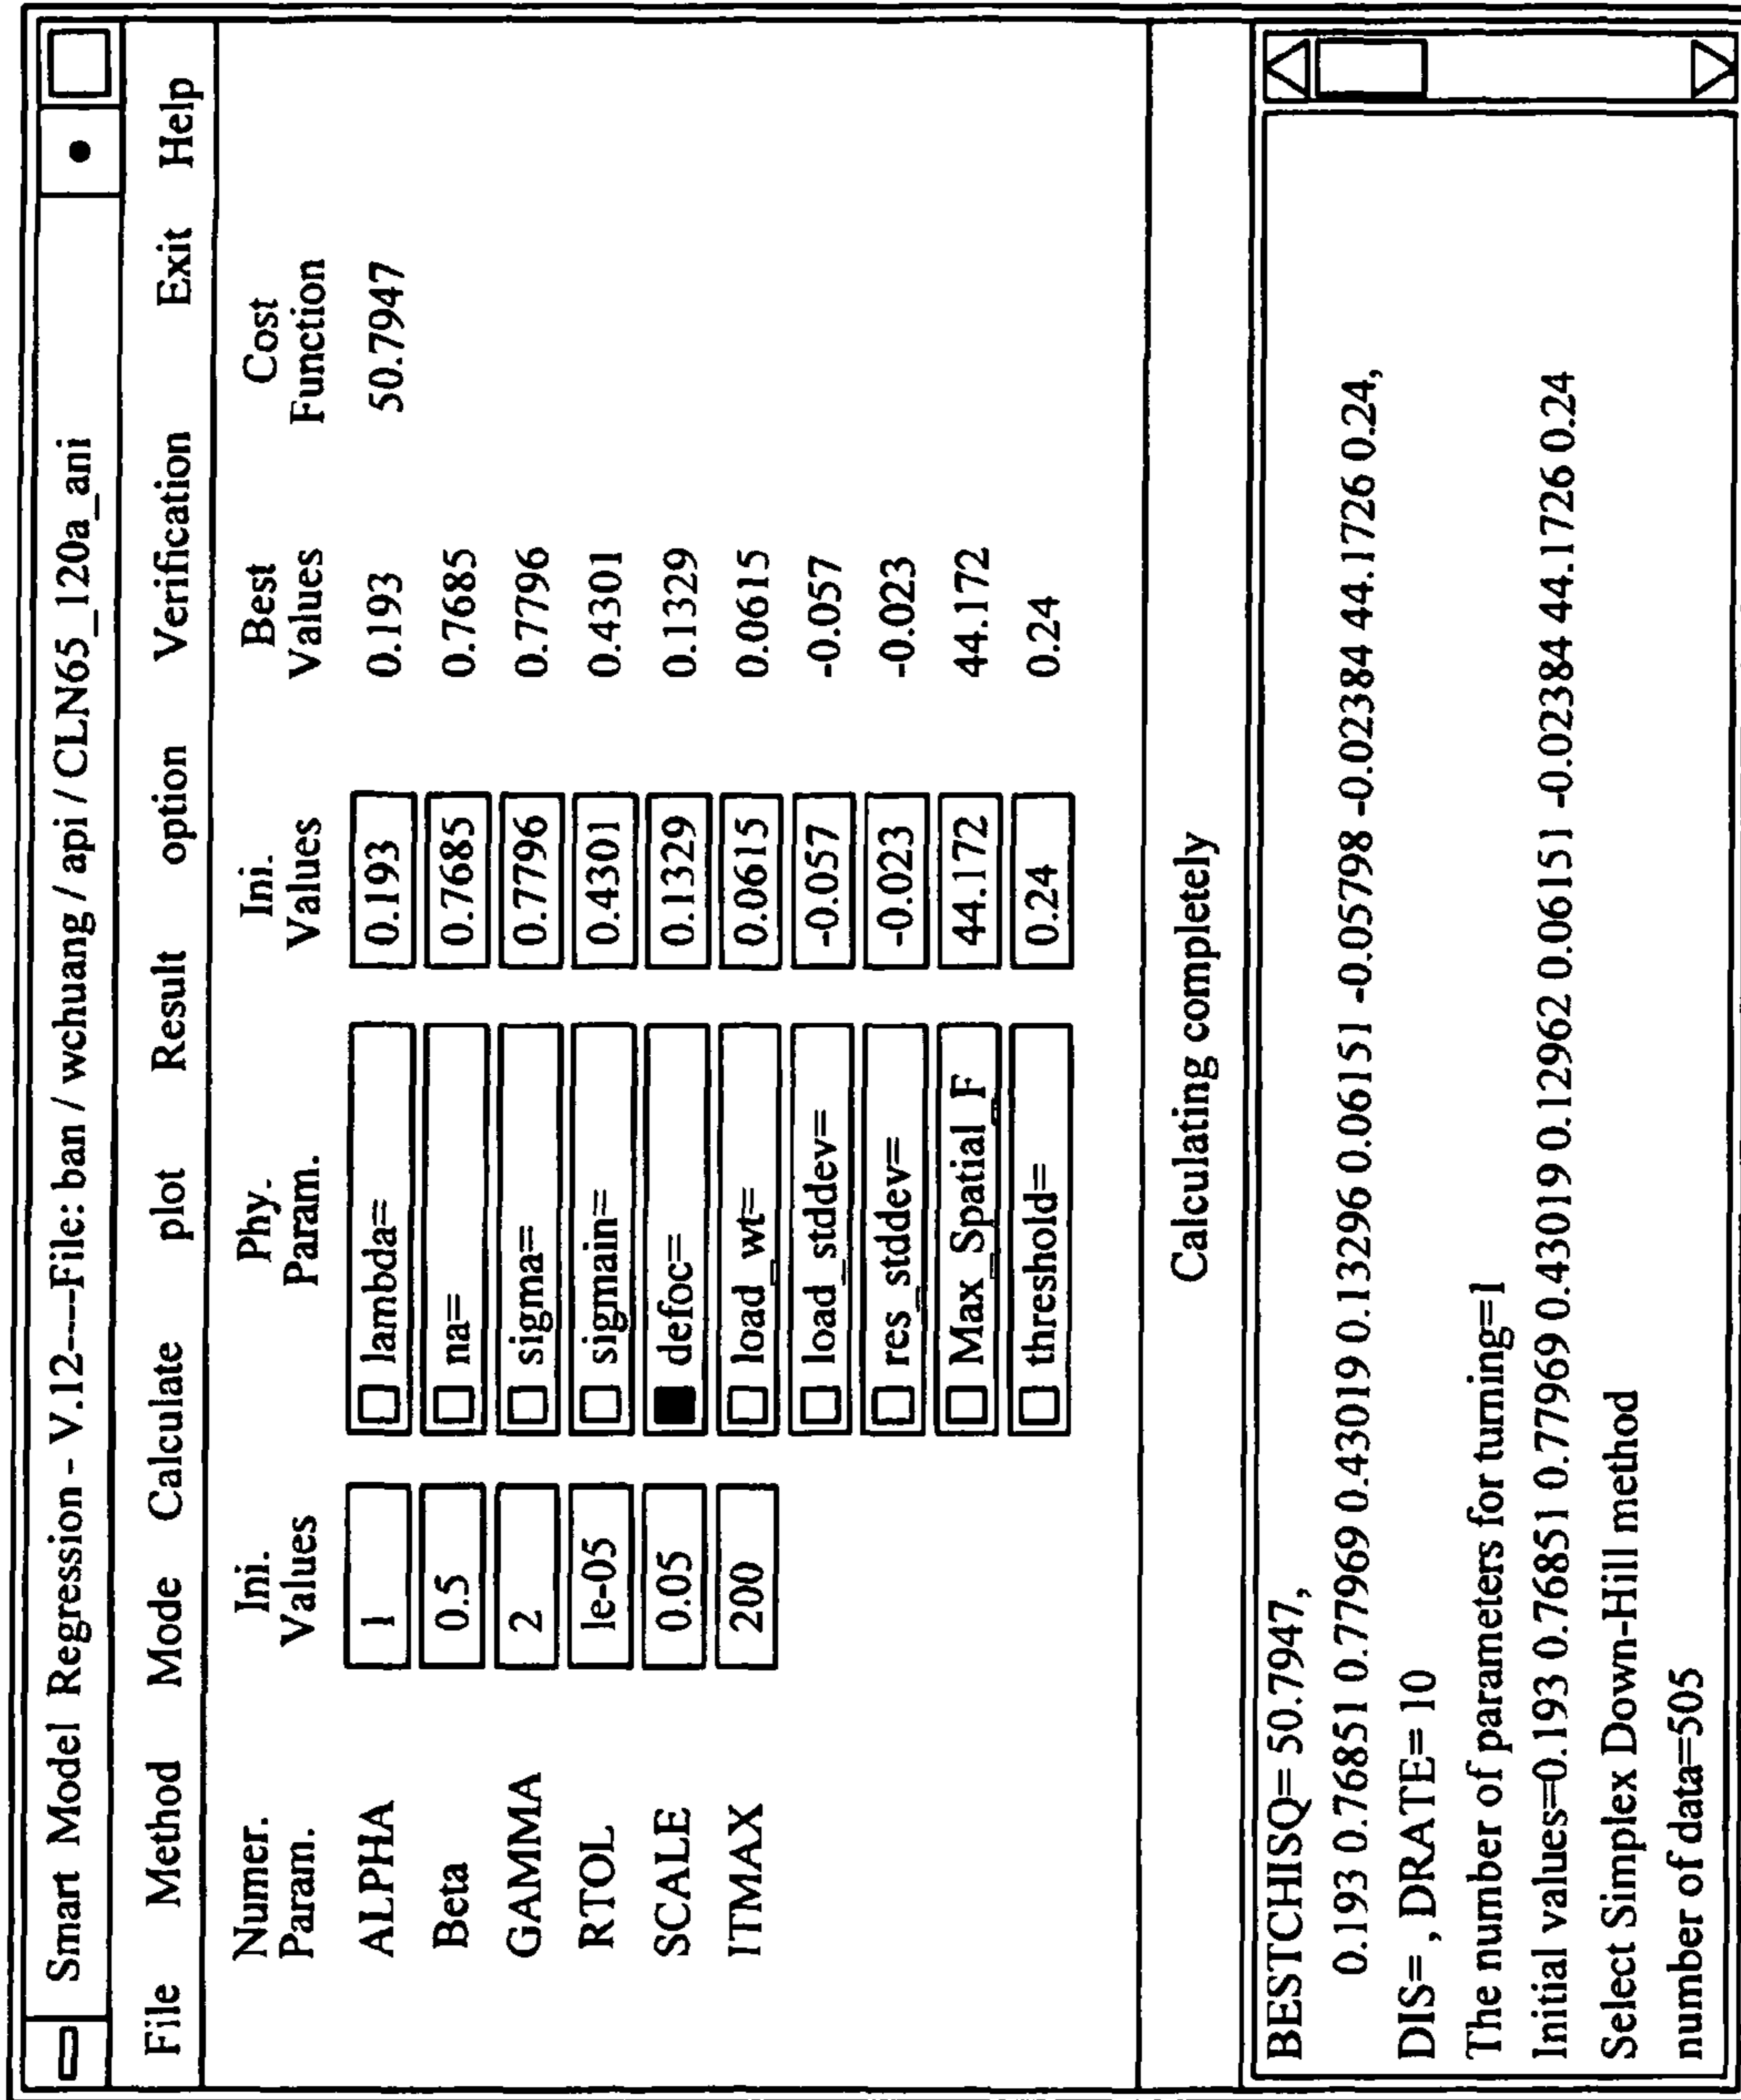 Smart Model Regression - V.12----File: ban / wchuang / api / CLN65_120a_ani
File Method Mode Calculate plot Result option Verification Exit Help
Numer. Param. Ini. Values Phy. Param. Ini. Values Best Values Cost Function
ALPHA 1 lambda= 0.193 0.193 50.7947
Beta 0.5 na= 0.7685 0.7685
GAMMA 2 sigma= 0.7796 0.7796
RTOL 1e-05 sigmain= 0.4301 0.4301
SCALE 0.05 defoc= 0.1329 0.1329
ITMAX 200 load_wt= 0.0615 0.0615
load_stddev= -0.057 -0.057
res_stddev= -0.023 -0.023
Max_Spatial_F 44.172 44.172
threshold= 0.24 0.24
Calculating completely
BESTCHISQ= 50.7947,
0.193 0.76851 0.77969 0.43019 0.13296 0.06151 -0.05798 -0.02384 44.1726 0.24,
DIS= , DRATE= 10
The number of parameters for turning=1
Initial values=0.193 0.76851 0.77969 0.43019 0.12962 0.06151 -0.02384 44.1726 0.24
Select Simplex Down-Hill method
number of data=505